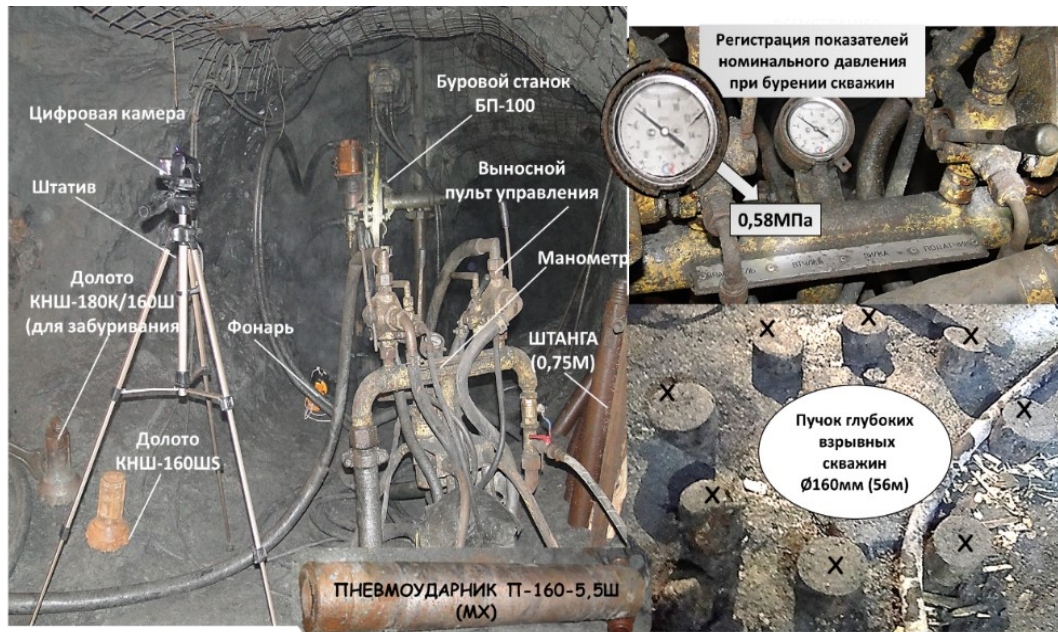 Цифровая камера
Штатив
Долото
КНШ-180К/160Ш
(для забуривания
Фонарь
Долото
КНШ-160ШS
Буровой станок
БП-100
Выносной
пульт управления
Манометр
ШТАНГА
(0,75М)
ПНЕВМОУДАРНИК П-160-5,5Ш
(МХ)
Регистрация показателей
номинального давления
при бурении скважин
0,58МПа
X X X
X X
X X
X
Пучок глубоких
взрывных
скважин
Ø160мм (56м)